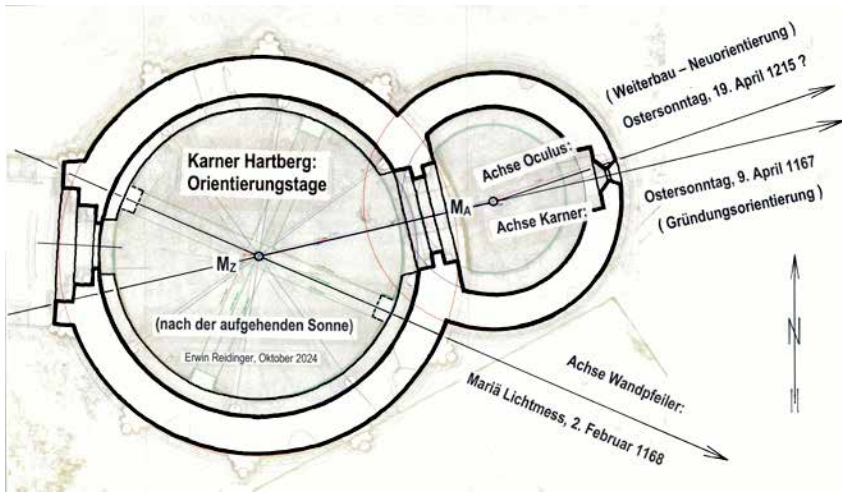 ( Weiterbau – Neuorientierung )
Ostersonntag, 19. April 1215 ?
Karner Hartberg:
Orientierungstage
Achse Oculus:
Ostersonntag, 9. April 1167
( Gründungsorientierung )
MA
Achse Karner:
MZ
(nach der aufgehenden Sonne)
Erwin Reidinger, Oktober 2024
N
Achse Wandpfeiler:
Mariä Lichtmess, 2. Februar 1168